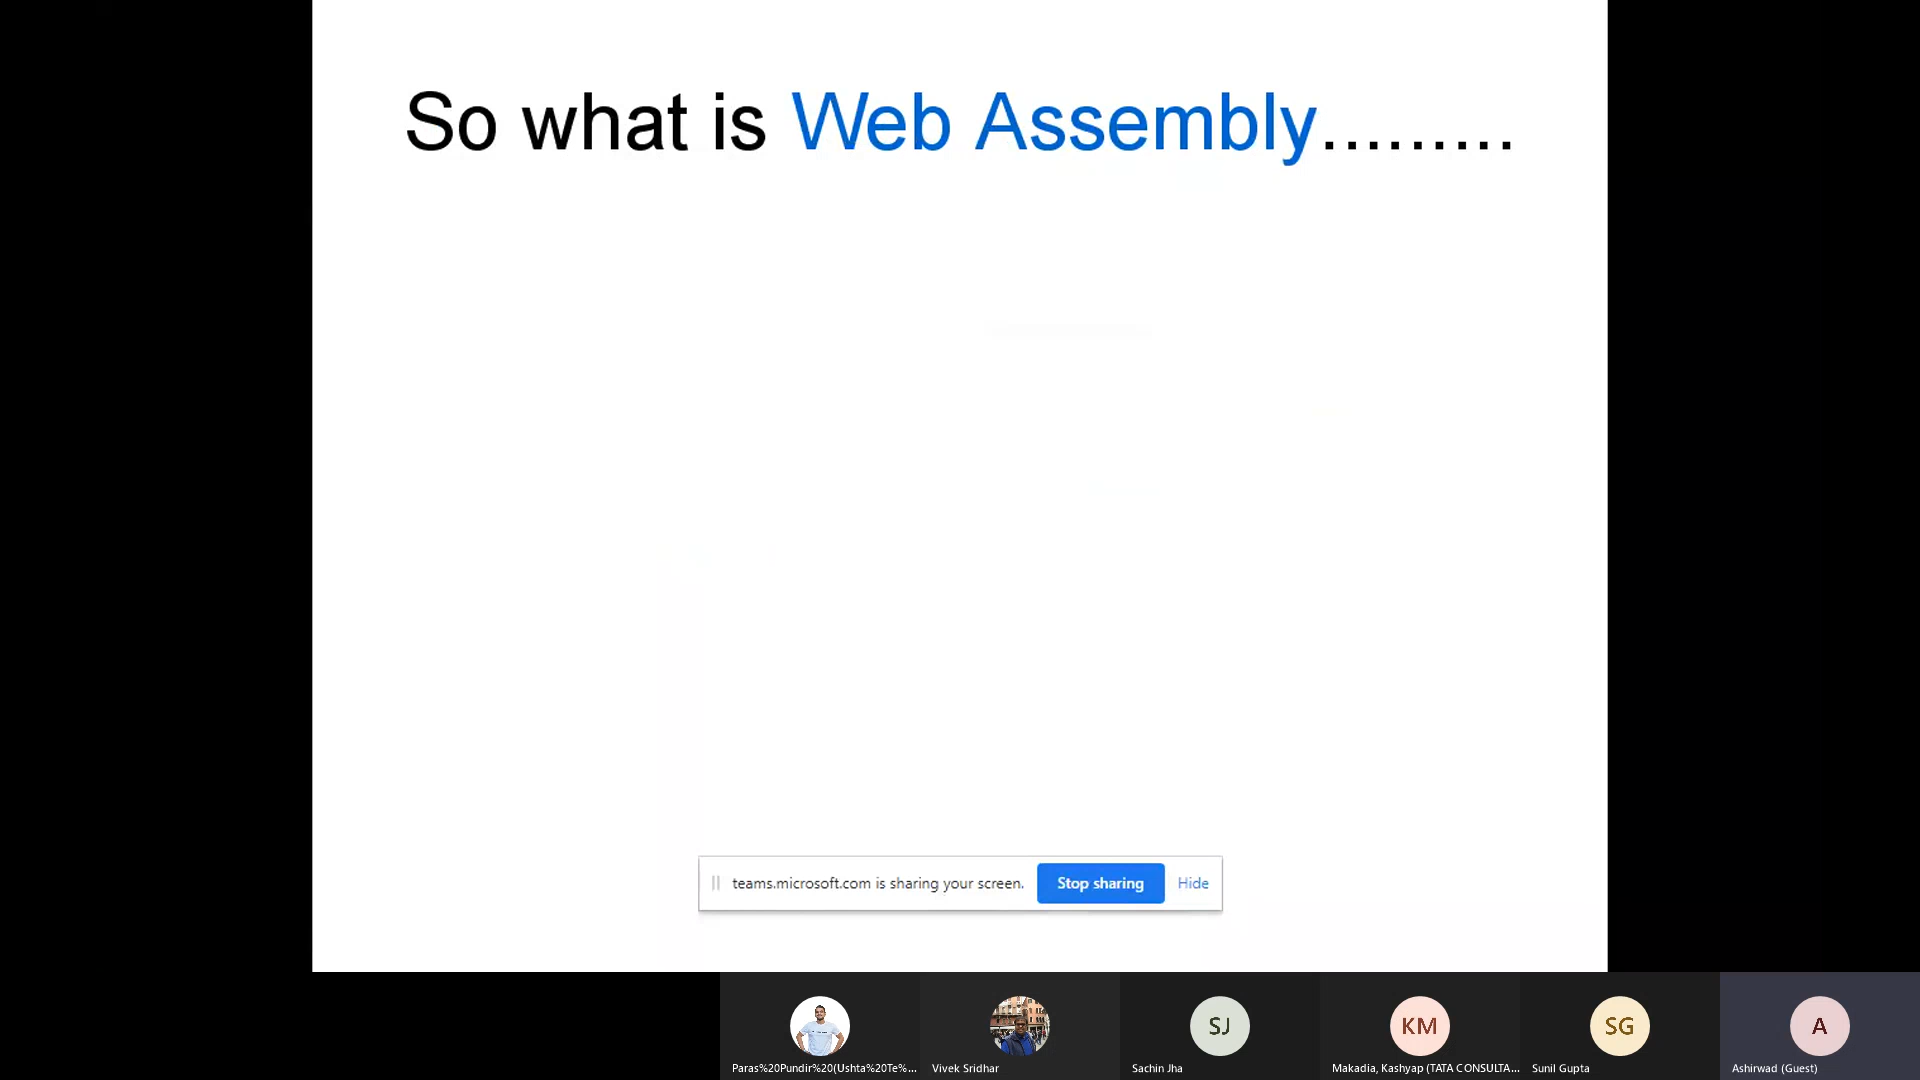 So what is Web Assembly.........
teams.microsoft.com is sharing your screen. Stop sharing Hide
SJ KM SG A
Paras%20Pundir%20(Ushta%20Te%... Vivek Sridhar Sachin Jha Makadia, Kashyap (TATA CONSULTA... Sunil Gupta Ashirwad (Guest)